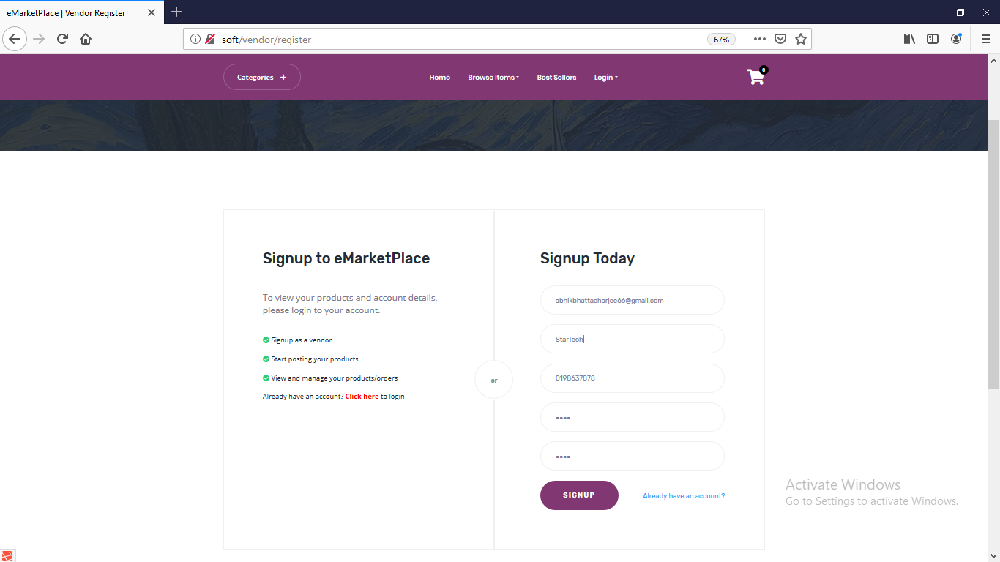 eMarketPlace | Vendor Register
soft/vendor/register
67%
Categories +
Home
Browse Items
Best Sellers
Login
0
Signup to eMarketPlace
To view your products and account details,
please login to your account.
Signup as a vendor
Start posting your products
View and manage your products/orders
Already have an account? Click here to login
or
Signup Today
abhikbhattacharjee66@gmail.com
StarTech
0198637878
••••
••••
SIGNUP
Already have an account?
Activate Windows
Go to Settings to activate Windows.